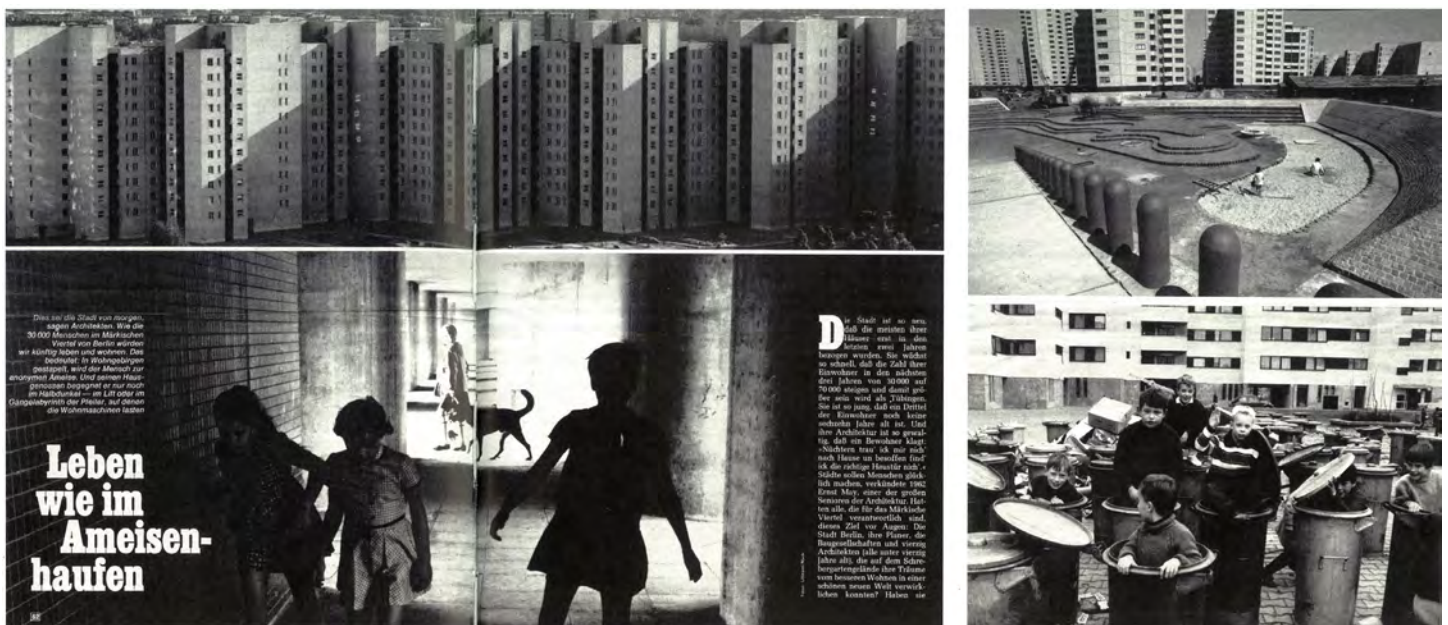 Dies sei die Stadt von morgen,
sagen Architekten. Wie die
30 000 Menschen im Märkischen
Viertel von Berlin würden
wir künftig leben und wohnen. Das
bedeutet: In Wohngebirgen
gestapelt, wird der Mensch zur
anonymen Ameise. Und seinen Haus-
genossen begegnet er nur noch
im Halbdunkel — im Lift oder im
Gängelabyrinth der Pfeiler, auf denen
die Wohnmaschinen lasten
Leben
wie im
Ameisen-
haufen
Die Stadt ist so neu,
daß die meisten ihrer
Häuser erst in den
letzten zwei Jahren
bezogen wurden. Sie wächst
so schnell, daß die Zahl ihrer
Einwohner in den nächsten
drei Jahren von 30 000 auf
70 000 steigen und damit grö-
ßer sein wird als Tübingen.
Sie ist so jung, daß ein Drittel
der Einwohner noch keine
sechzehn Jahre alt ist. Und
ihre Architektur ist so gewal-
tig, daß ein Bewohner klagt:
»Nüchtern trau' ick mir nich'
nach Hause un besoffen find'
ick die richtige Haustür nich'.«
Städte sollen Menschen glück-
lich machen, verkündete 1962
Ernst May, einer der großen
Senioren der Architektur. Hat-
ten alle, die für das Märkische
Viertel verantwortlich sind,
dieses Ziel vor Augen: Die
Stadt Berlin, ihre Planer, die
Baugesellschaften und vierzig
Architekten (alle unter vierzig
Jahre alt), die auf dem Schre-
bergartengelände ihre Träume
vom besseren Wohnen in einer
schönen neuen Welt verwirk-
lichen konnten? Haben sie